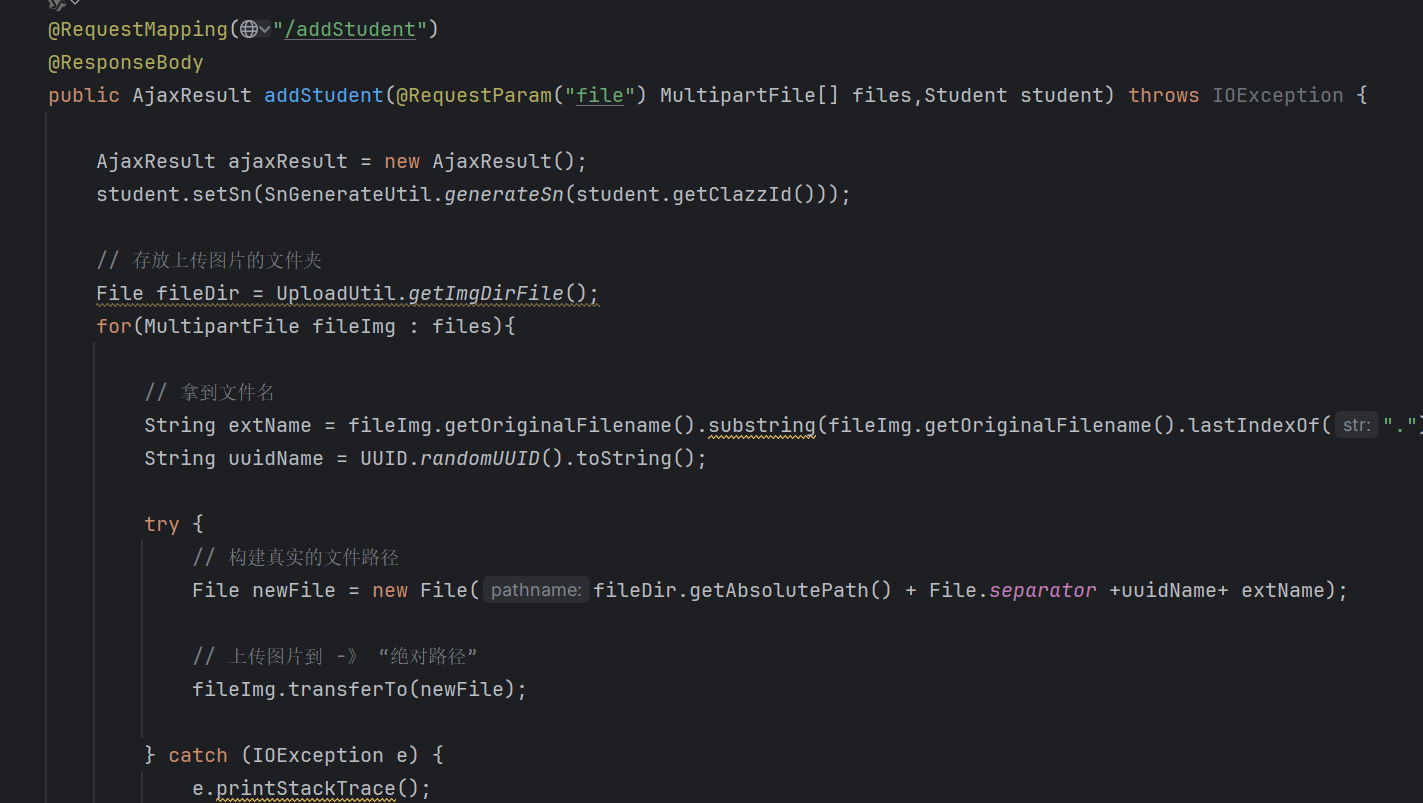 @RequestMapping("/addStudent")
@ResponseBody
public AjaxResult addStudent(@RequestParam("file") MultipartFile[] files,Student student) throws IOException {
AjaxResult ajaxResult = new AjaxResult();
student.setSn(SnGenerateUtil.generateSn(student.getClazzId()));
// 存放上传图片的文件夹
File fileDir = UploadUtil.getImgDirFile();
for(MultipartFile fileImg : files){
// 拿到文件名
String extName = fileImg.getOriginalFilename().substring(fileImg.getOriginalFilename().lastIndexOf( str: ".")
String uuidName = UUID.randomUUID().toString();
try {
// 构建真实的文件路径
File newFile = new File( pathname: fileDir.getAbsolutePath() + File.separator +uuidName+ extName);
// 上传图片到 -》 “绝对路径”
fileImg.transferTo(newFile);
} catch (IOException e) {
e.printStackTrace();